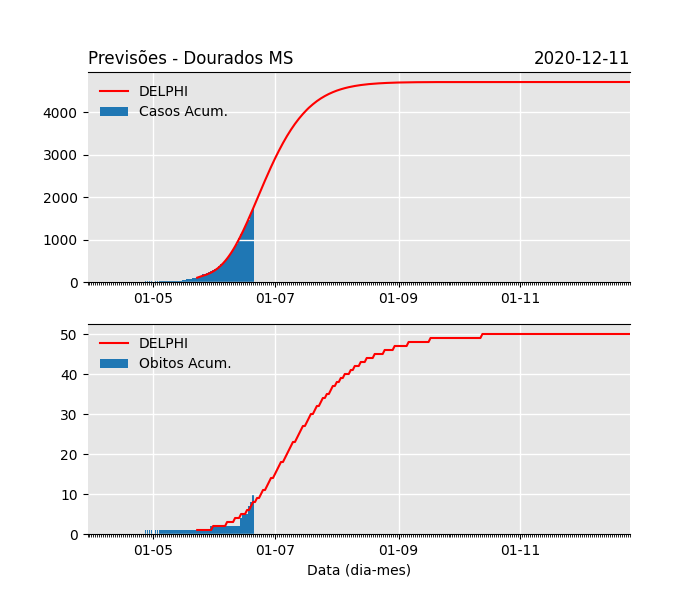 Previsões - Dourados MS 2020-12-11
DELPHI
Casos Acum.
4000
3000
2000
1000
0
01-05 01-07 01-09 01-11
DELPHI
Obitos Acum.
50
40
30
20
10
0
01-05 01-07 01-09 01-11
Data (dia-mes)